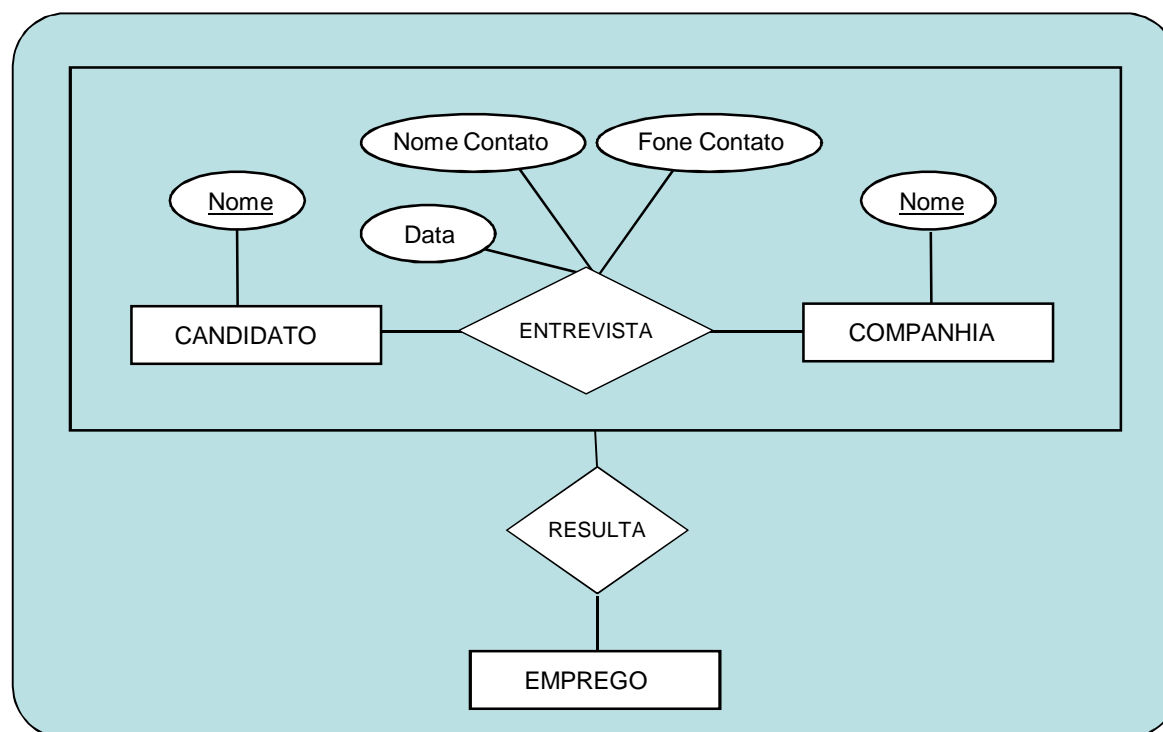 Nome Contato
Fone Contato
Nome
Nome
Data
CANDIDATO
ENTREVISTA
COMPANHIA
RESULTA
EMPREGO